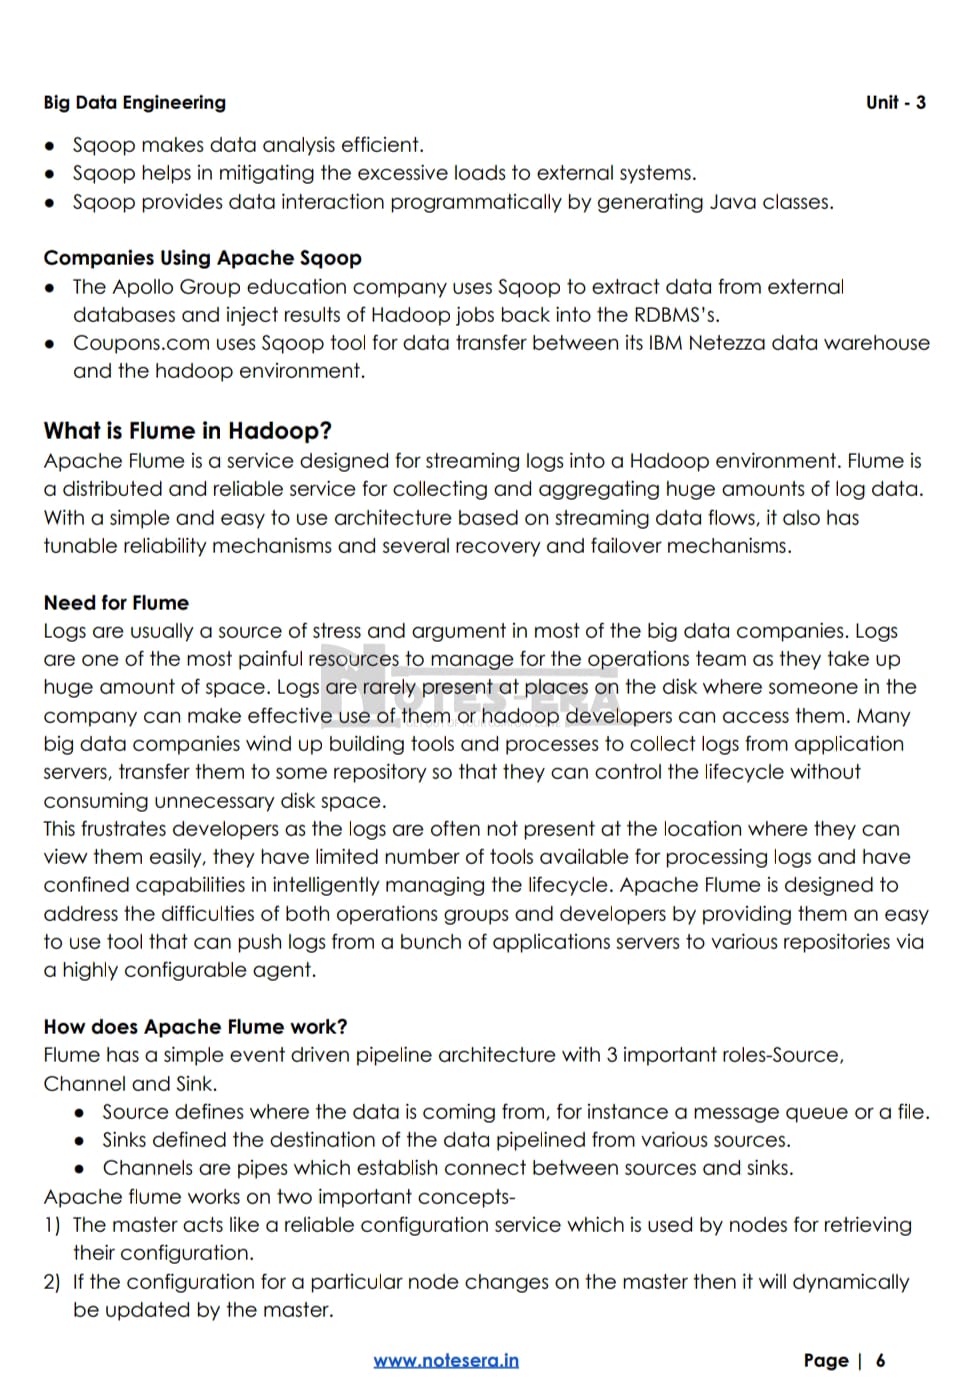 Big Data Engineering Unit - 3
● Sqoop makes data analysis efficient.
● Sqoop helps in mitigating the excessive loads to external systems.
● Sqoop provides data interaction programmatically by generating Java classes.
Companies Using Apache Sqoop
● The Apollo Group education company uses Sqoop to extract data from external
databases and inject results of Hadoop jobs back into the RDBMS's.
● Coupons.com uses Sqoop tool for data transfer between its IBM Netezza data warehouse
and the hadoop environment.
What is Flume in Hadoop?
Apache Flume is a service designed for streaming logs into a Hadoop environment. Flume is
a distributed and reliable service for collecting and aggregating huge amounts of log data.
With a simple and easy to use architecture based on streaming data flows, it also has
tunable reliability mechanisms and several recovery and failover mechanisms.
Need for Flume
Logs are usually a source of stress and argument in most of the big data companies. Logs
are one of the most painful resources to manage for the operations team as they take up
huge amount of space. Logs are rarely present at places on the disk where someone in the
company can make effective use of them or hadoop developers can access them. Many
big data companies wind up building tools and processes to collect logs from application
servers, transfer them to some repository so that they can control the lifecycle without
consuming unnecessary disk space.
This frustrates developers as the logs are often not present at the location where they can
view them easily, they have limited number of tools available for processing logs and have
confined capabilities in intelligently managing the lifecycle. Apache Flume is designed to
address the difficulties of both operations groups and developers by providing them an easy
to use tool that can push logs from a bunch of applications servers to various repositories via
a highly configurable agent.
NOTES-ERA
How does Apache Flume work?
Flume has a simple event driven pipeline architecture with 3 important roles-Source,
Channel and Sink.
● Source defines where the data is coming from, for instance a message queue or a file.
● Sinks defined the destination of the data pipelined from various sources.
● Channels are pipes which establish connect between sources and sinks.
Apache flume works on two important concepts-
1) The master acts like a reliable configuration service which is used by nodes for retrieving
their configuration.
2) If the configuration for a particular node changes on the master then it will dynamically
be updated by the master.
www.notesera.in Page | 6